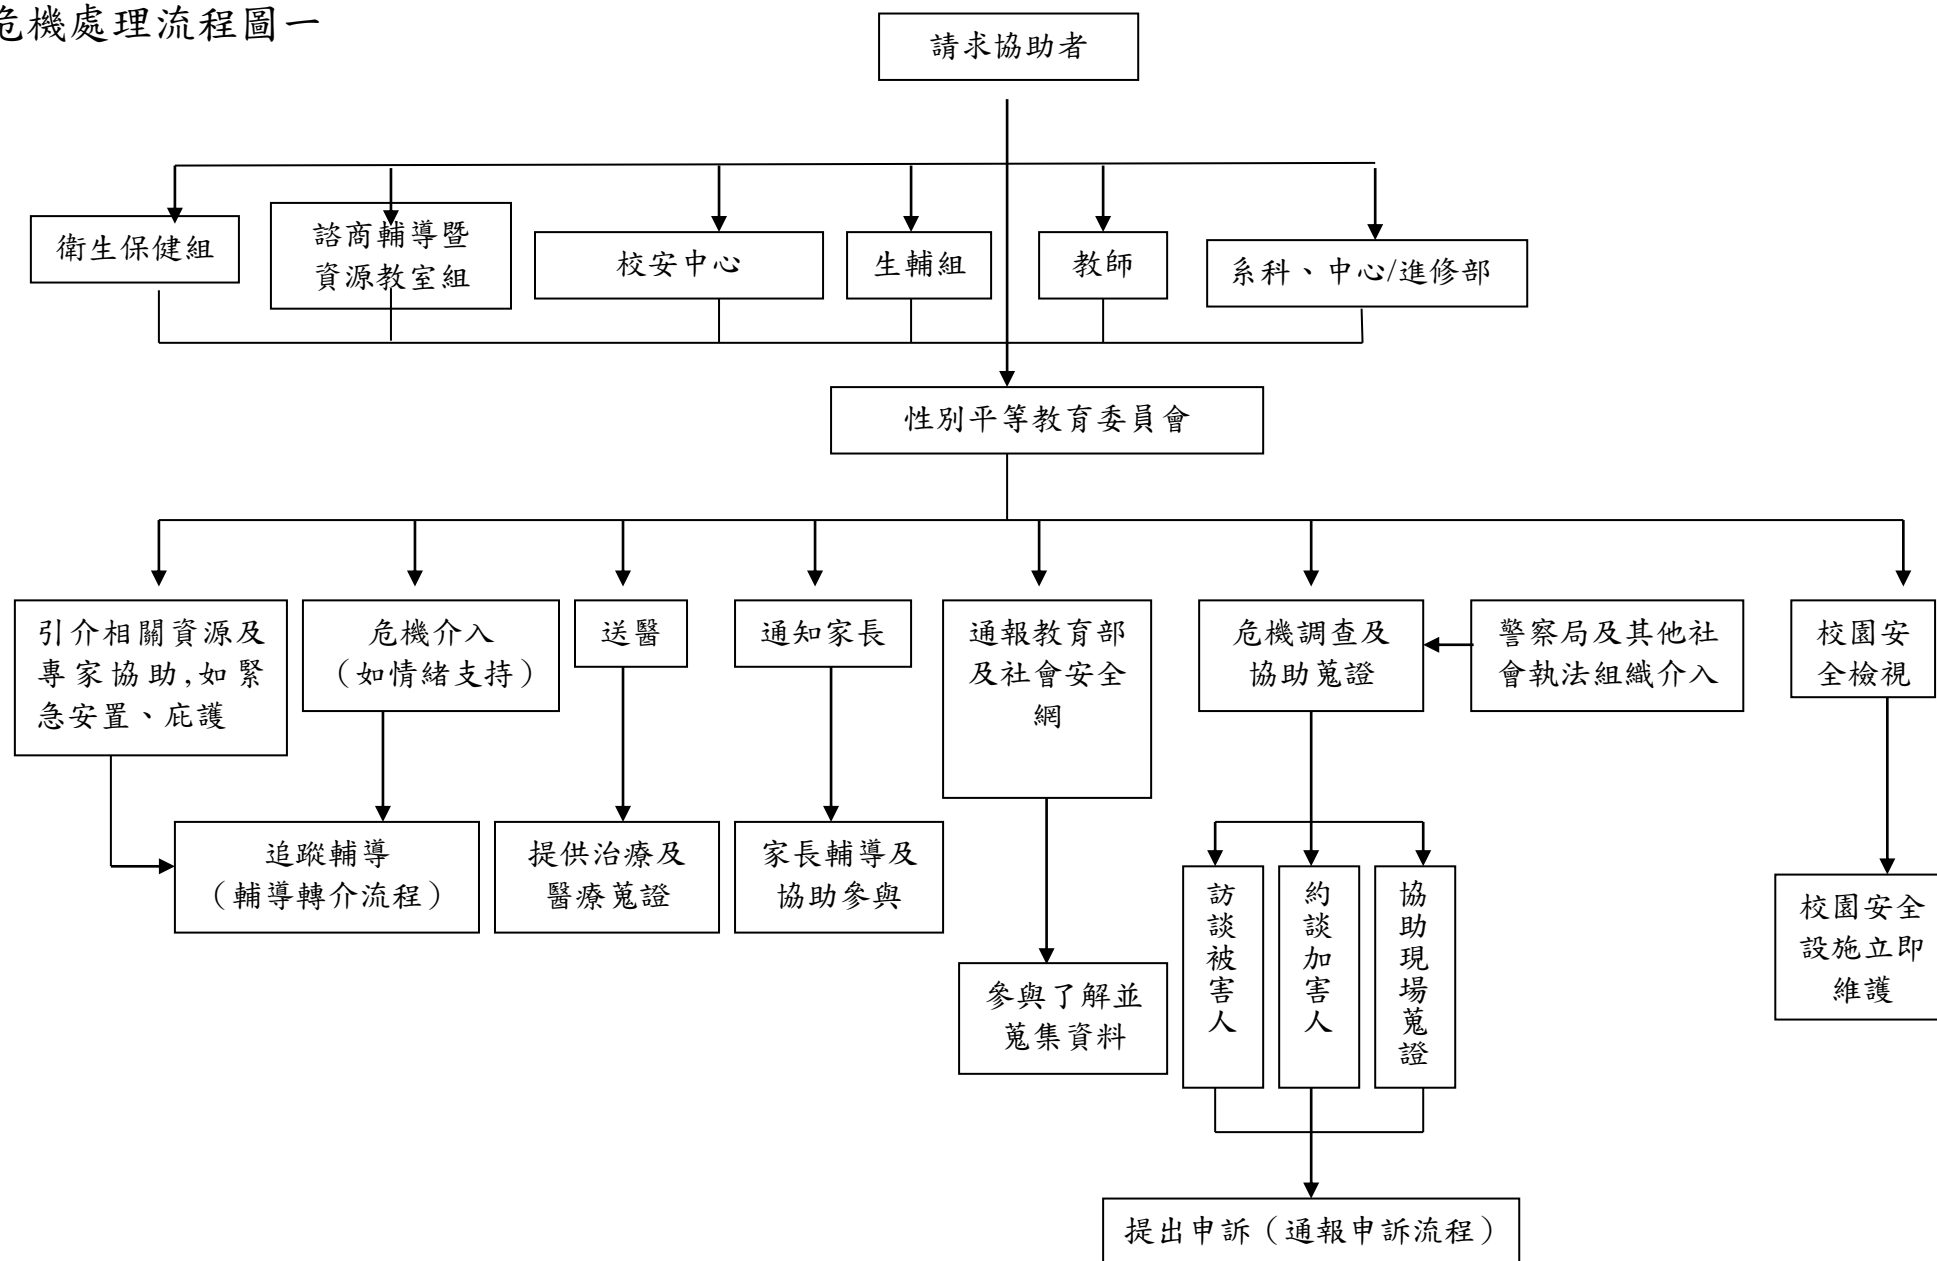 危機處理流程圖一
請求協助者
衛生保健組
諮商輔導暨
資源教室組
校安中心
生輔組
教師
系科、中心/進修部
性別平等教育委員會
引介相關資源及
專家協助,如緊
急安置、庇護
危機介入
（如情緒支持）
送醫
通知家長
通報教育部
及社會安全
網
危機調查及
協助蒐證
警察局及其他社
會執法組織介入
校園安
全檢視
追蹤輔導
（輔導轉介流程）
提供治療及
醫療蒐證
家長輔導及
協助參與
參與了解並
蒐集資料
訪談被害人
約談加害人
協助現場蒐證
校園安全
設施立即
維護
提出申訴（通報申訴流程）